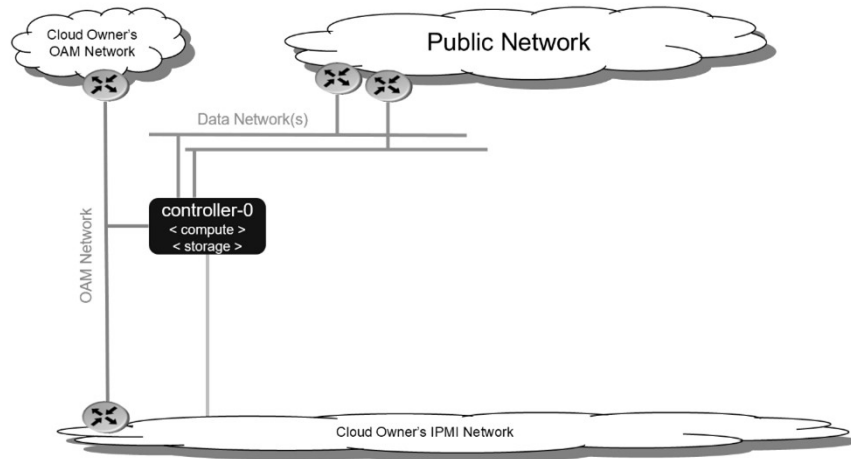 Cloud Owner's
OAM Network
Public Network
Data Network(s)
controller-0
< compute >
< storage >
OAM Network
Cloud Owner's IPMI Network